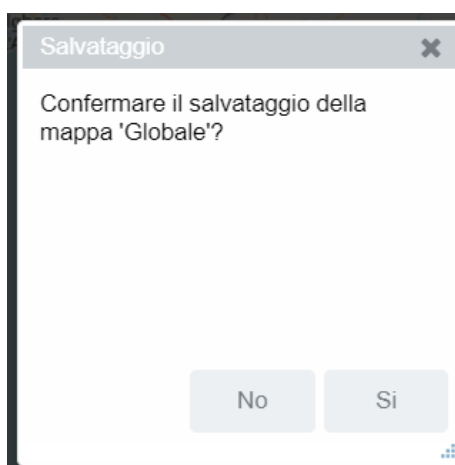 Salvataggio
Confermare il salvataggio della
mappa 'Globale'?
No
Si